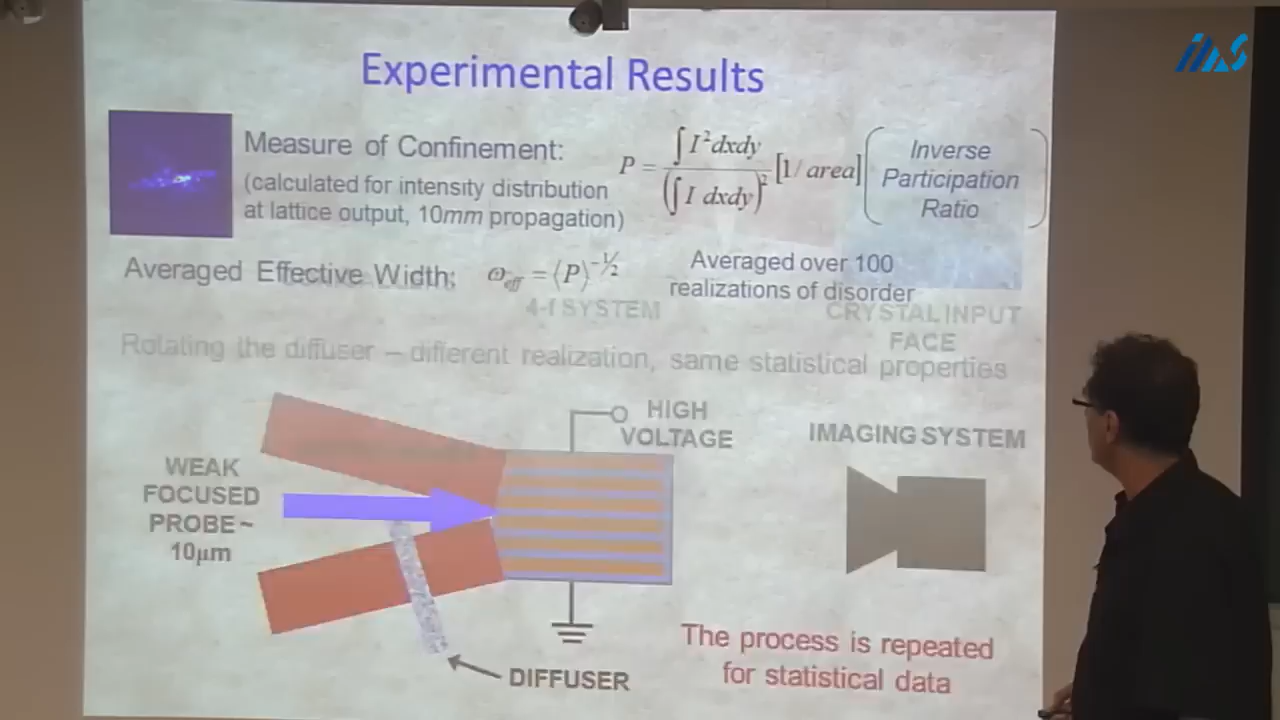 Experimental Results
ims
Measure of Confinement:
(calculated for intensity distribution
at lattice output, 10mm propagation)
P = ∫I²dxdy / (∫I dxdy)² [1/area]
Inverse
Participation
Ratio
Averaged Effective Width:
ω_eff = ⟨P⟩^(-1/2)
Averaged over 100
realizations of disorder
4-f SYSTEM
CRYSTAL INPUT
FACE
Rotating the diffuser – different realization, same statistical properties
HIGH
VOLTAGE
IMAGING SYSTEM
WEAK
FOCUSED
PROBE ~
10μm
The process is repeated
for statistical data
DIFFUSER